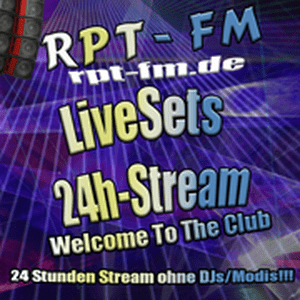 RPT-FM
rpt-fm.de
LiveSets
24h-Stream
Welcome To The Club
24 Stunden Stream ohne DJs/Modis!!!